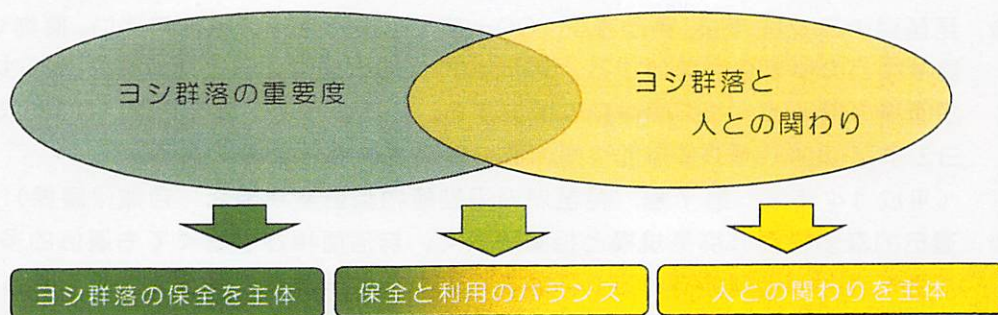 ヨシ群落の重要度
ヨシ群落と
人との関わり
ヨシ群落の保全を主体
保全と利用のバランス
人との関わりを主体